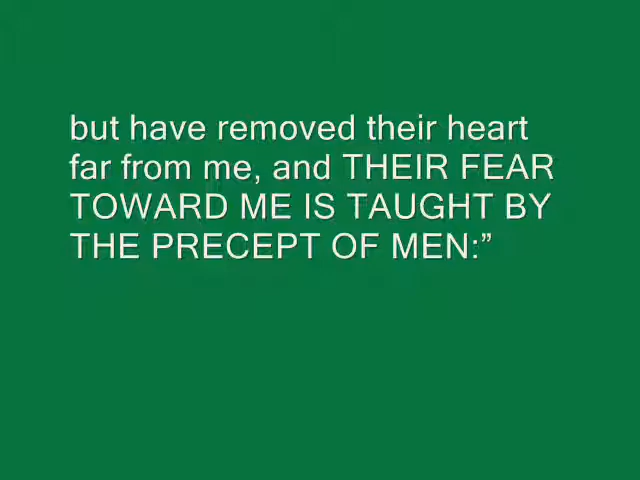 but have removed their heart
far from me, and THEIR FEAR
TOWARD ME IS TAUGHT BY
THE PRECEPT OF MEN:”